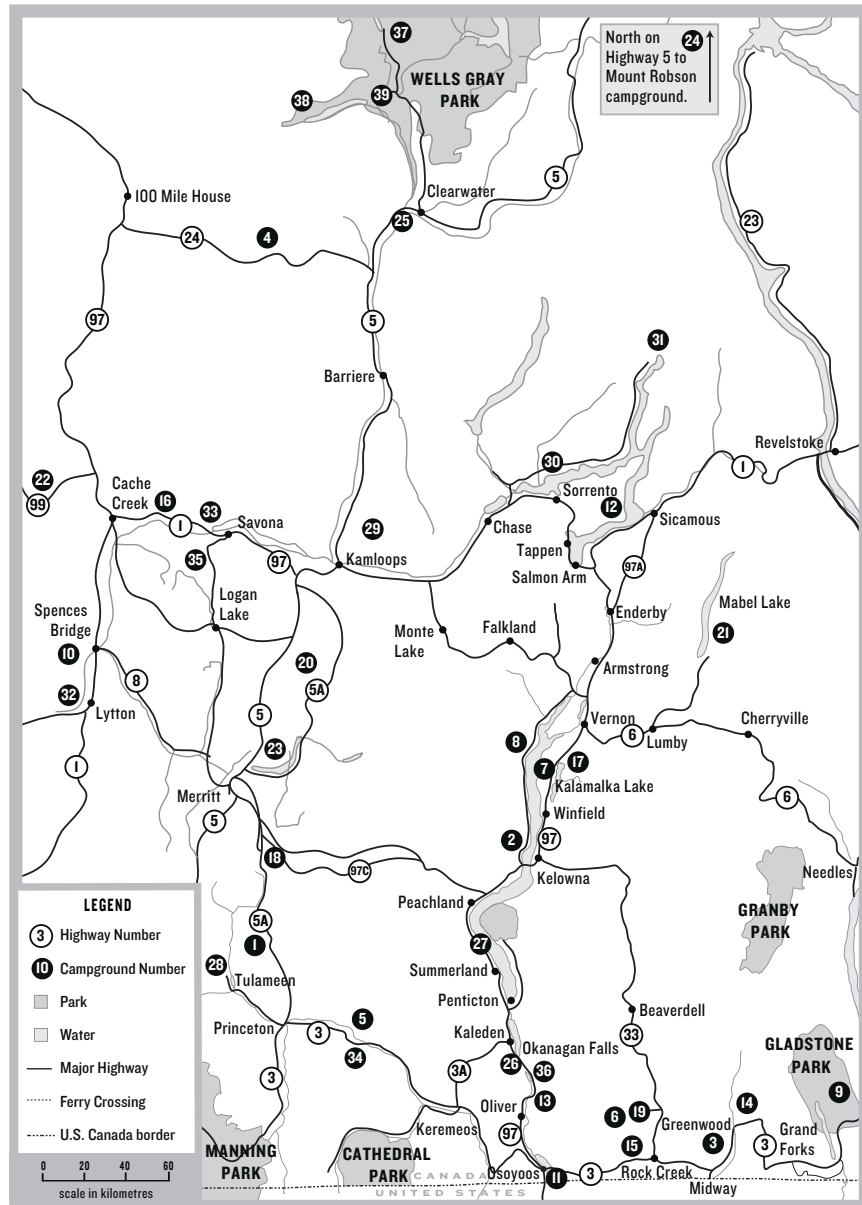 37
North on
Highway 5 to
Mount Robson
campground.
24
WELLS GRAY
PARK
38
39
5
Clearwater
100 Mile House
25
23
24
4
97
5
31
Barriere
Revelstoke
30
1
22
Cache
Creek
16
33
Sorrento
99
1
Savona
29
12
Chase
Sicamous
Tappen
35
97
Kamloops
97A
Salmon Arm
Logan
Lake
Mabel Lake
Spences
Bridge
Enderby
Monte
Lake
Falkland
21
10
20
Armstrong
8
5A
32
Lytton
5
Vernon
Cherryville
8
6
Lumby
23
1
7
17
Kalamalka Lake
Merritt
6
5
Winfield
2
97
18
97C
Kelowna
Needles
LEGEND
3 Highway Number
10 Campground Number
Park
Water
Major Highway
Ferry Crossing
U.S. Canada border
0 20 40 60
scale in kilometres
Peachland
GRANBY
PARK
5A
1
27
28
Tulameen
Summerland
Penticton
Beaverdell
Princeton
5
3
Kaleden
33
Okanagan Falls
GLADSTONE
PARK
34
26
36
3A
3
9
13
Oliver
6
19
14
Greenwood
Keremeos
97
15
3
3
Grand
Forks
MANNING
PARK
CATHEDRAL
PARK
Osoyoos
11
3
Rock Creek
Midway
CANADA
UNITED STATES